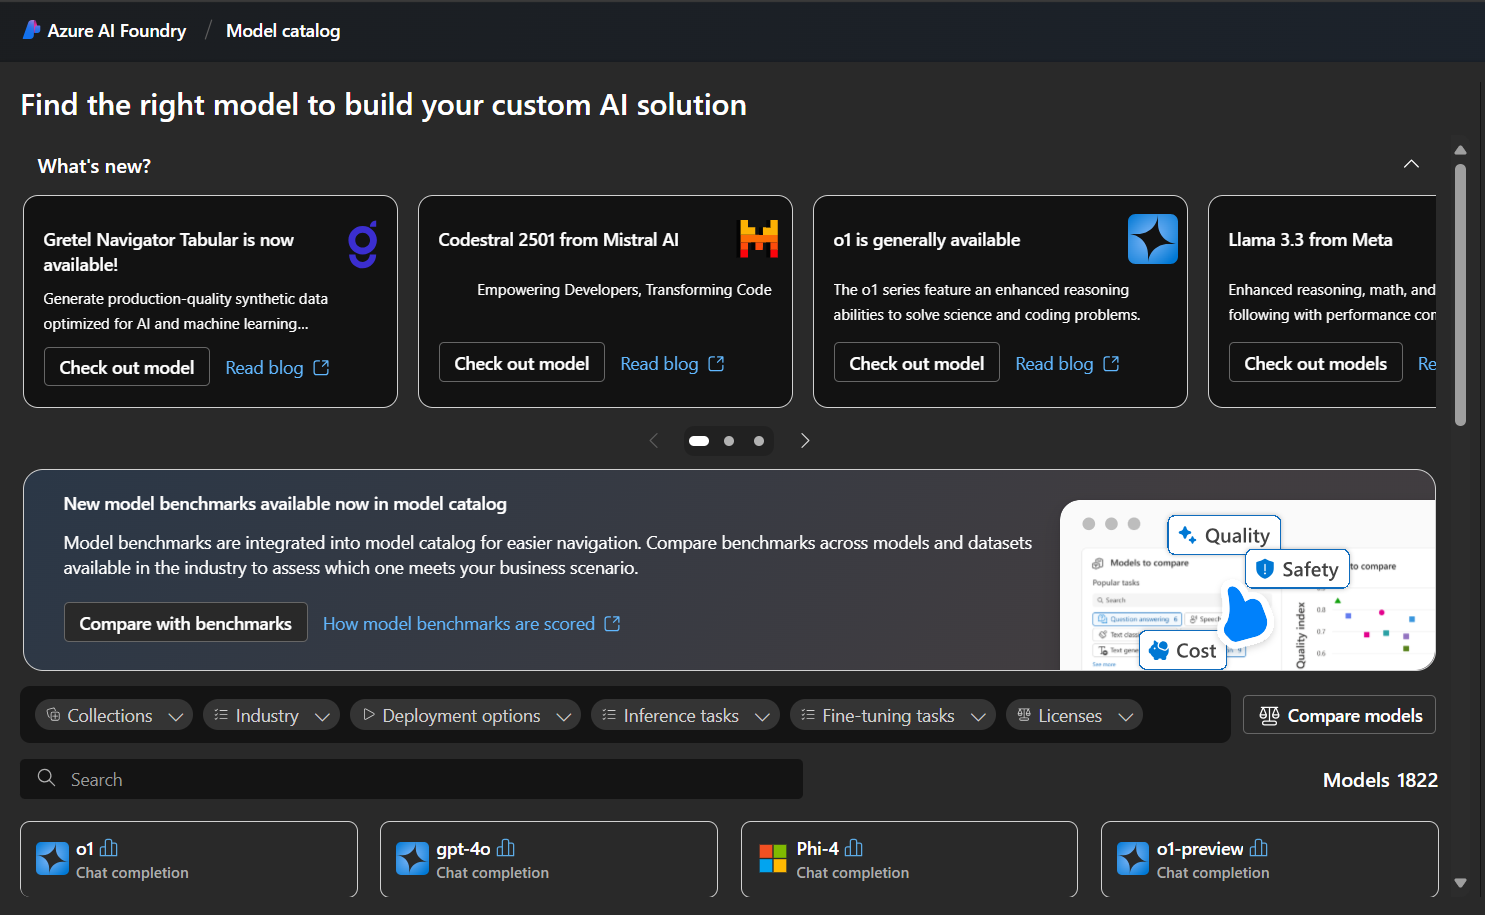 Azure AI Foundry / Model catalog
Find the right model to build your custom AI solution
What's new?
Gretel Navigator Tabular is now
available!
Generate production-quality synthetic data
optimized for AI and machine learning...
Check out model Read blog
Codestral 2501 from Mistral AI
Empowering Developers, Transforming Code
Check out model Read blog
o1 is generally available
The o1 series feature an enhanced reasoning
abilities to solve science and coding problems.
Check out model Read blog
Llama 3.3 from Meta
Enhanced reasoning, math, and
following with performance
Check out models
New model benchmarks available now in model catalog
Model benchmarks are integrated into model catalog for easier navigation. Compare benchmarks across models and datasets
available in the industry to assess which one meets your business scenario.
Compare with benchmarks How model benchmarks are scored
Quality
Safety
Cost
Models to compare
to compare
Popular tasks
Search
Question answering 6
Text
Text
See more
Quality index
0.8
0.7
0.6
Collections Industry Deployment options Inference tasks Fine-tuning tasks Licenses Compare models
Search
Models 1822
o1
Chat completion
gpt-4o
Chat completion
Phi-4
Chat completion
o1-preview
Chat completion